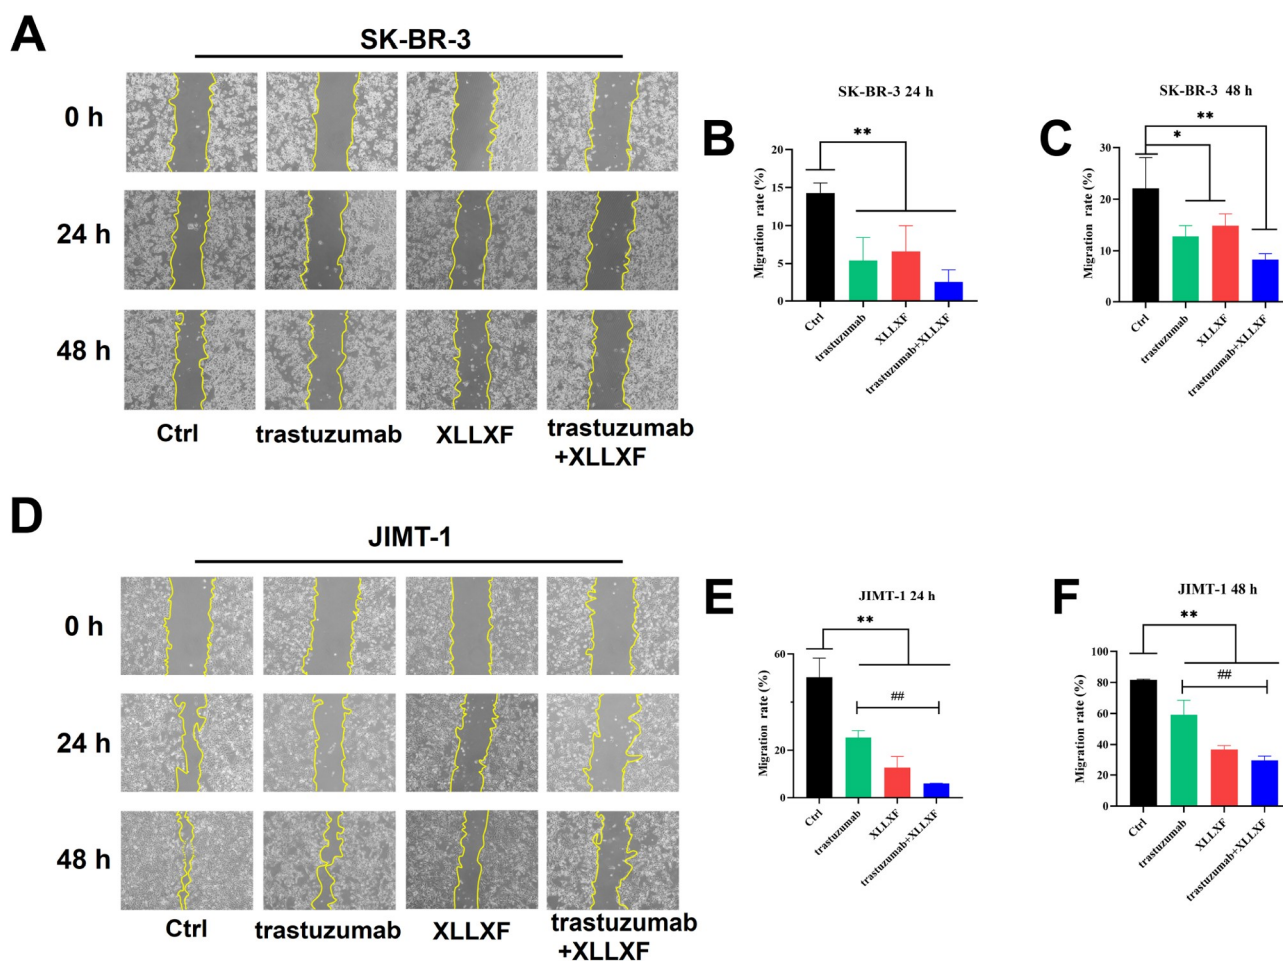 A
SK-BR-3
0 h
24 h
48 h
Ctrl
trastuzumab
XLLXF
trastuzumab
+XLLXF
B
SK-BR-3 24 h
**
Migration rate (%)
20
15
10
5
0
Ctrl
trastuzumab
XLLXF
trastuzumab+XLLXF
C
SK-BR-3 48 h
**
*
Migration rate (%)
30
20
10
0
Ctrl
trastuzumab
XLLXF
trastuzumab+XLLXF
D
JIMT-1
0 h
24 h
48 h
Ctrl
trastuzumab
XLLXF
trastuzumab
+XLLXF
E
JIMT-1 24 h
**
##
Migration rate (%)
60
20
0
Ctrl
trastuzumab
XLLXF
trastuzumab+XLLXF
F
JIMT-1 48 h
**
##
Migration rate (%)
100
80
60
40
20
0
Ctrl
trastuzumab
XLLXF
trastuzumab+XLLXF